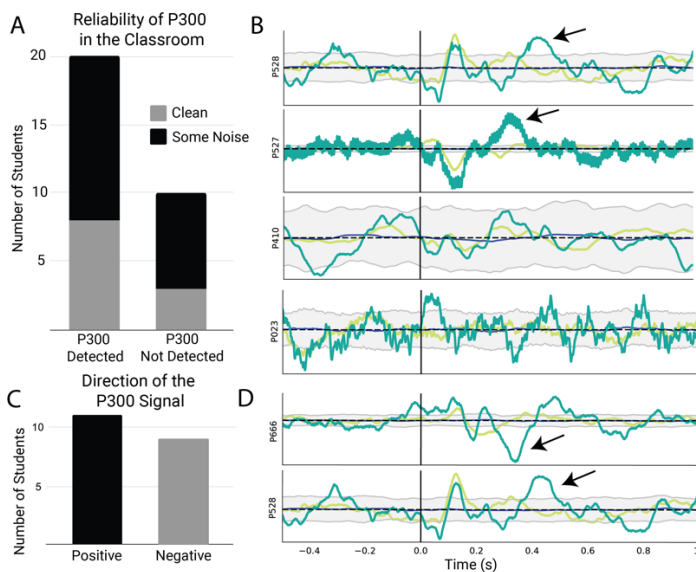 A
Reliability of P300
in the Classroom
20
15
10
5
Number of Students
Clean
Some Noise
P300
Detected
P300
Not Detected
B
P528
P527
P410
P023
C
Direction of the
P300 Signal
10
5
Number of Students
Positive
Negative
D
P666
P528
−0.4
−0.2
0.0
0.2
0.4
0.6
0.8
1
Time (s)